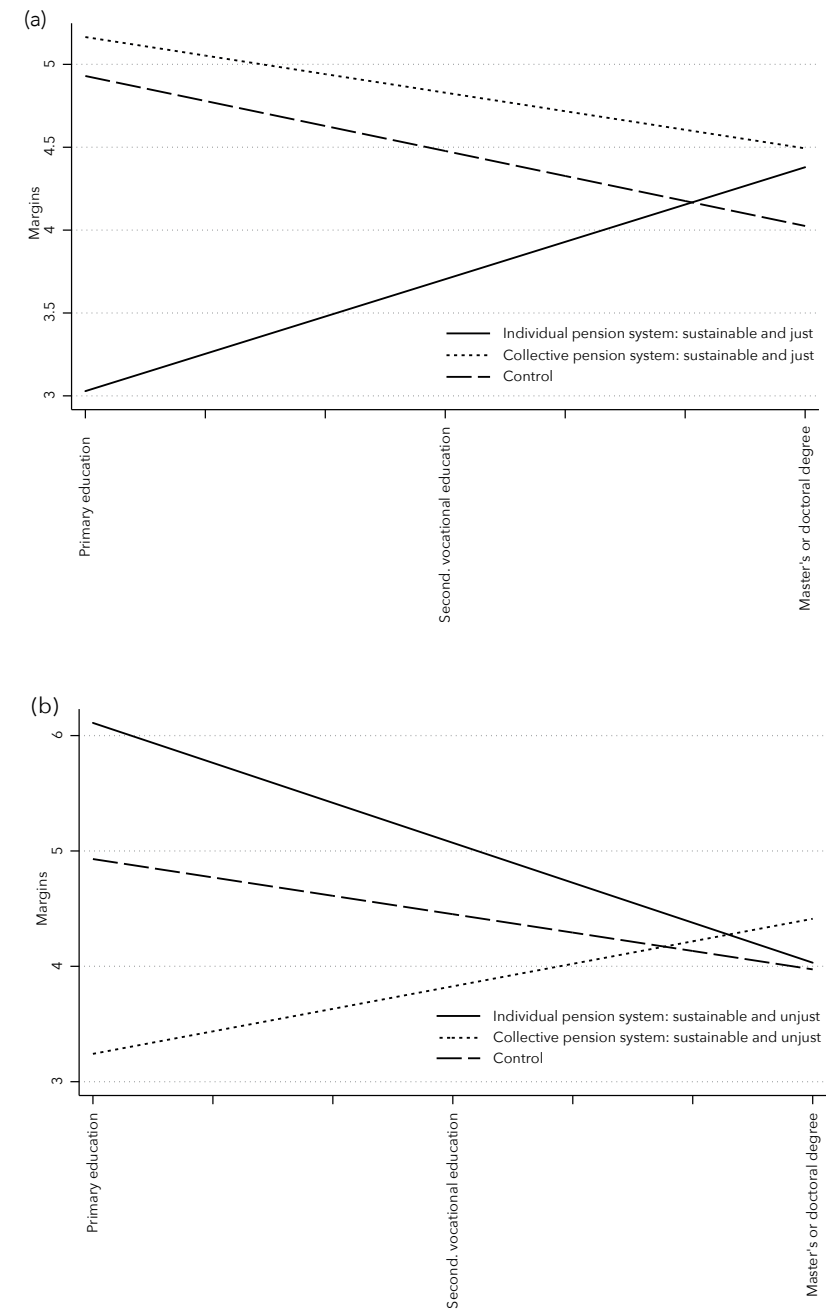 (a)
5
4.5
4
3.5
3
Margins
Individual pension system: sustainable and just
Collective pension system: sustainable and just
Control
Primary education
Second. vocational education
Master's or doctoral degree
(b)
6
5
4
3
Margins
Individual pension system: sustainable and unjust
Collective pension system: sustainable and unjust
Control
Primary education
Second. vocational education
Master's or doctoral degree